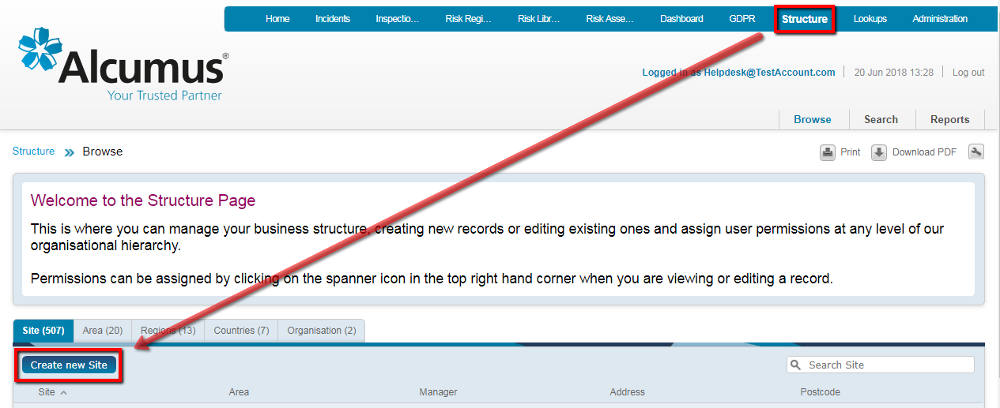 Home Incidents Inspectio… Risk Regi… Risk Libr… Risk Asse… Dashboard GDPR Structure Lookups Administration
Alcumus®
Your Trusted Partner
Logged in as Helpdesk@TestAccount.com 20 Jun 2018 13:28 Log out
Browse Search Reports
Structure » Browse
Print Download PDF
Welcome to the Structure Page
This is where you can manage your business structure, creating new records or editing existing ones and assign user permissions at any level of our
organisational hierarchy.
Permissions can be assigned by clicking on the spanner icon in the top right hand corner when you are viewing or editing a record.
Site (507) Area (20) Regions (13) Countries (7) Organisation (2)
Create new Site Search Site
Site Area Manager Address Postcode